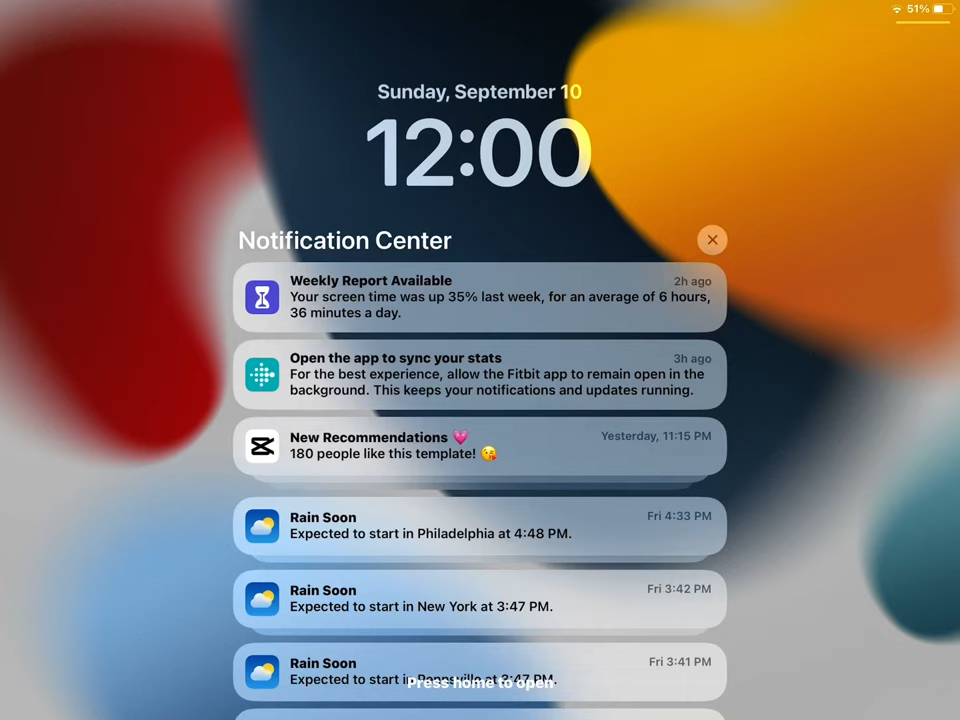 51%
Sunday, September 10
12:00
Notification Center
Weekly Report Available
2h ago
Your screen time was up 35% last week, for an average of 6 hours,
36 minutes a day.
Open the app to sync your stats
3h ago
For the best experience, allow the Fitbit app to remain open in the
background. This keeps your notifications and updates running.
New Recommendations 💗
Yesterday, 11:15 PM
180 people like this template! 😘
Rain Soon
Fri 4:33 PM
Expected to start in Philadelphia at 4:48 PM.
Rain Soon
Fri 3:42 PM
Expected to start in New York at 3:47 PM.
Rain Soon
Fri 3:41 PM
Expected to start in at 3:47 PM.
Press home to open